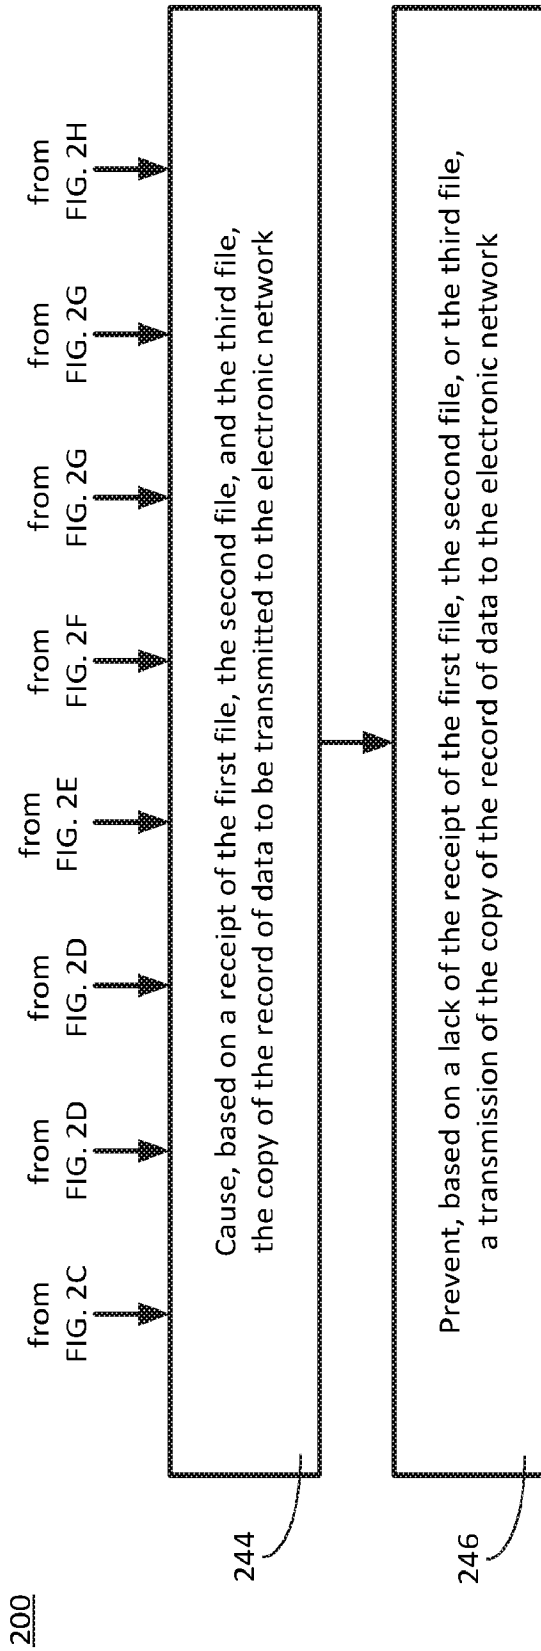 200
from
FIG. 2C
from
FIG. 2D
from
FIG. 2D
from
FIG. 2E
from
FIG. 2F
from
FIG. 2G
from
FIG. 2G
from
FIG. 2H
244
Cause, based on a receipt of the first file, the second file, and the third file,
the copy of the record of data to be transmitted to the electronic network
246
Prevent, based on a lack of the receipt of the first file, the second file, or the third file,
a transmission of the copy of the record of data to the electronic network